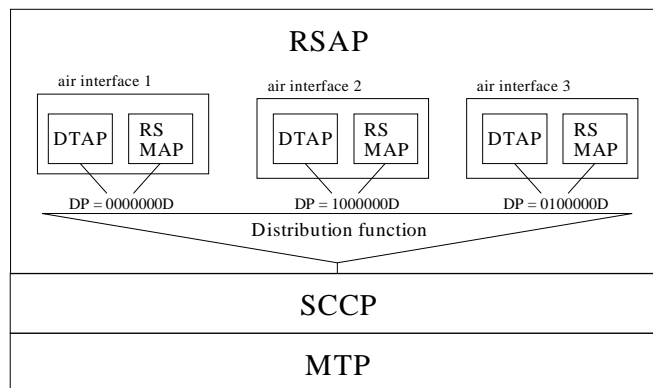 RSAP
air interface 1
air interface 2
air interface 3
DTAP
RS
MAP
DTAP
RS
MAP
DTAP
RS
MAP
DP = 0000000D
DP = 1000000D
DP = 0100000D
Distribution function
SCCP
MTP